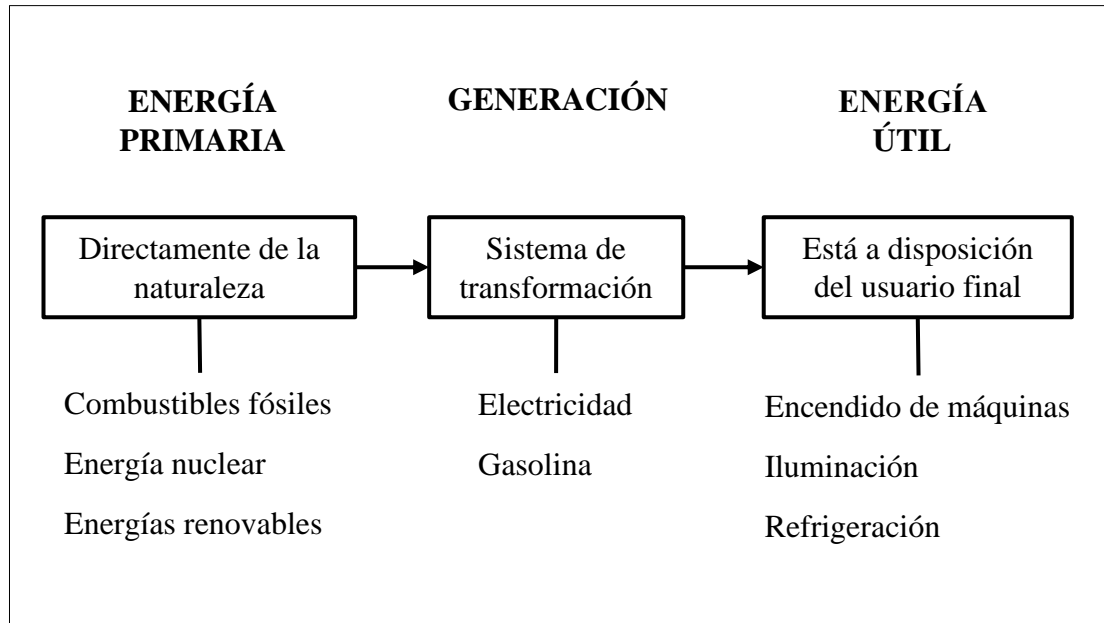 ENERGÍA
PRIMARIA
GENERACIÓN
ENERGÍA
ÚTIL
Directamente de la
naturaleza
Sistema de
transformación
Está a disposición
del usuario final
Combustibles fósiles
Energía nuclear
Energías renovables
Electricidad
Gasolina
Encendido de máquinas
Iluminación
Refrigeración